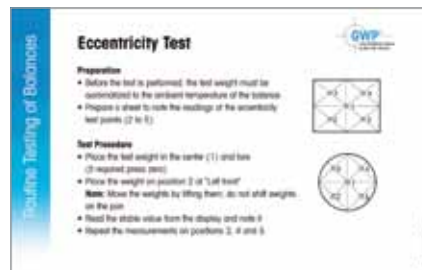 Routine Testing of Balances
Eccentricity Test
GWP
Preparation
• Before the test is performed, the test weight must be
acclimatized to the ambient temperature of the balance
• Prepare a sheet to note the readings of the eccentricity
test points (2 to 5)
Test Procedure
• Place the test weight in the centre (1) and tare
(if required press zero)
• Place the weight on position 2 at "Left front"
Note: Move the weights by lifting them, do not shift weights
on the pan
• Read the stable value from the display and note it
• Repeat the measurements on positions 3, 4 and 5